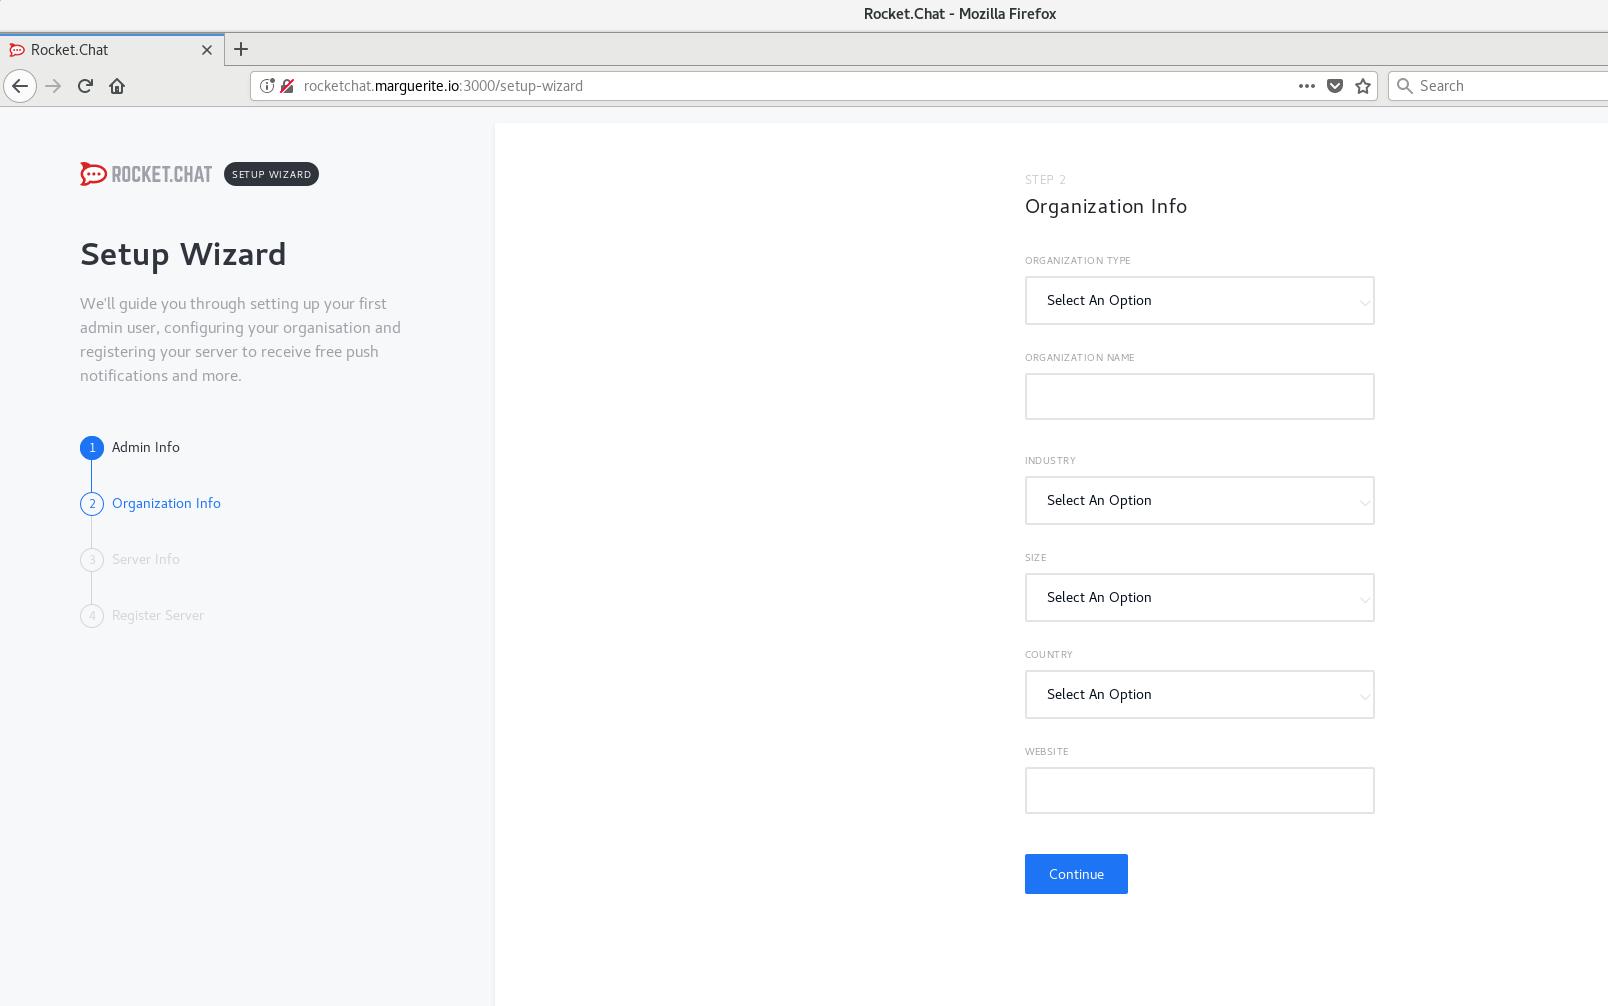 Rocket.Chat - Mozilla Firefox
Rocket.Chat
rocketchat.marguerite.io:3000/setup-wizard
Search
ROCKET.CHAT SETUP WIZARD
Setup Wizard
We'll guide you through setting up your first
admin user, configuring your organisation and
registering your server to receive free push
notifications and more.
1 Admin Info
2 Organization Info
3 Server Info
4 Register Server
STEP 2
Organization Info
ORGANIZATION TYPE
Select An Option
ORGANIZATION NAME
INDUSTRY
Select An Option
SIZE
Select An Option
COUNTRY
Select An Option
WEBSITE
Continue